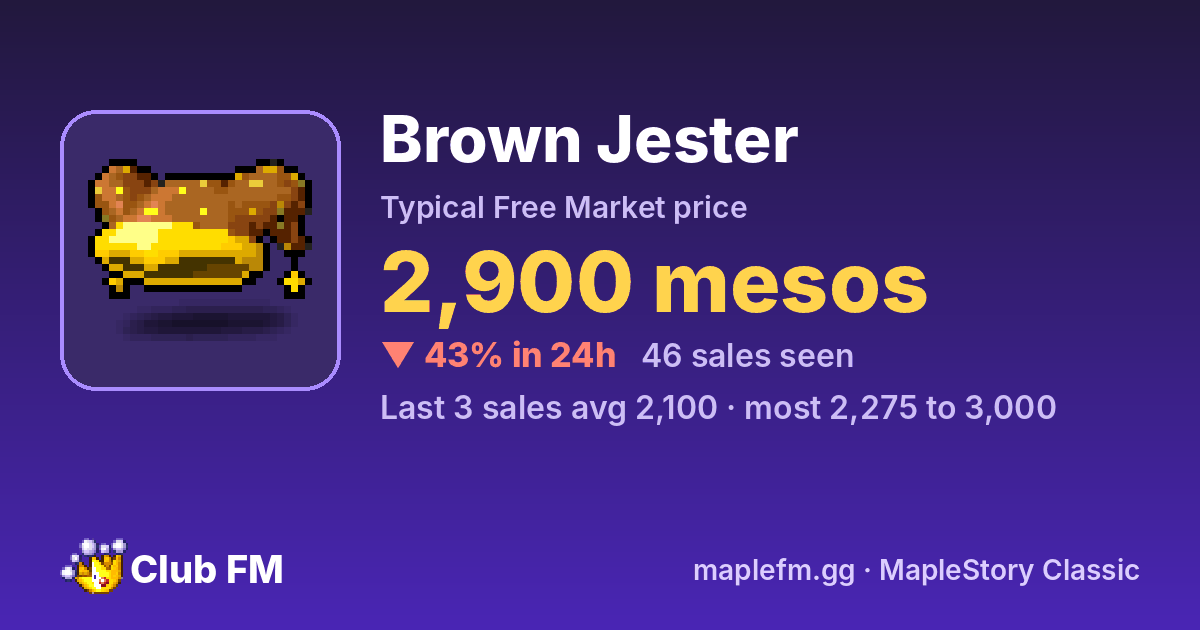 Brown Jester
Typical Free Market price
2,900 mesos
▼ 43% in 24h 46 sales seen
Last 3 sales avg 2,100 · most 2,275 to 3,000
Club FM
maplefm.gg · MapleStory Classic